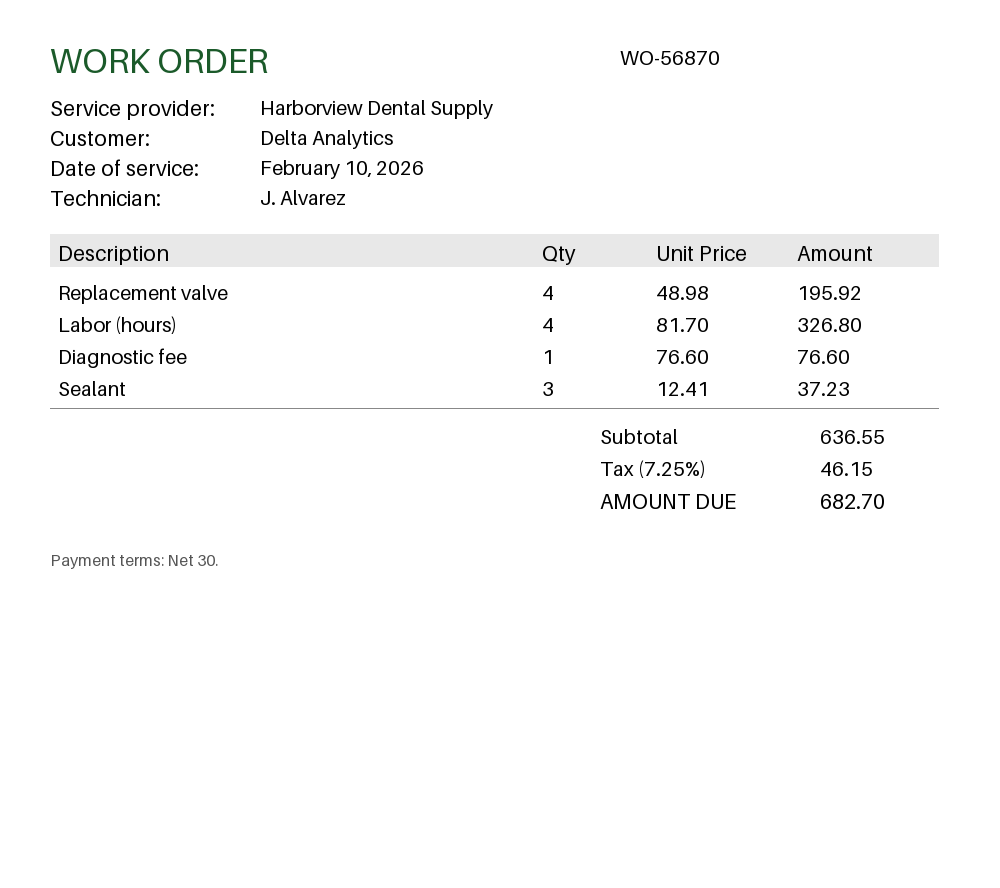 WORK ORDER WO-56870
Service provider: Harborview Dental Supply
Customer: Delta Analytics
Date of service: February 10, 2026
Technician: J. Alvarez
Description Qty Unit Price Amount
Replacement valve 4 48.98 195.92
Labor (hours) 4 81.70 326.80
Diagnostic fee 1 76.60 76.60
Sealant 3 12.41 37.23
Subtotal 636.55
Tax (7.25%) 46.15
AMOUNT DUE 682.70
Payment terms: Net 30.